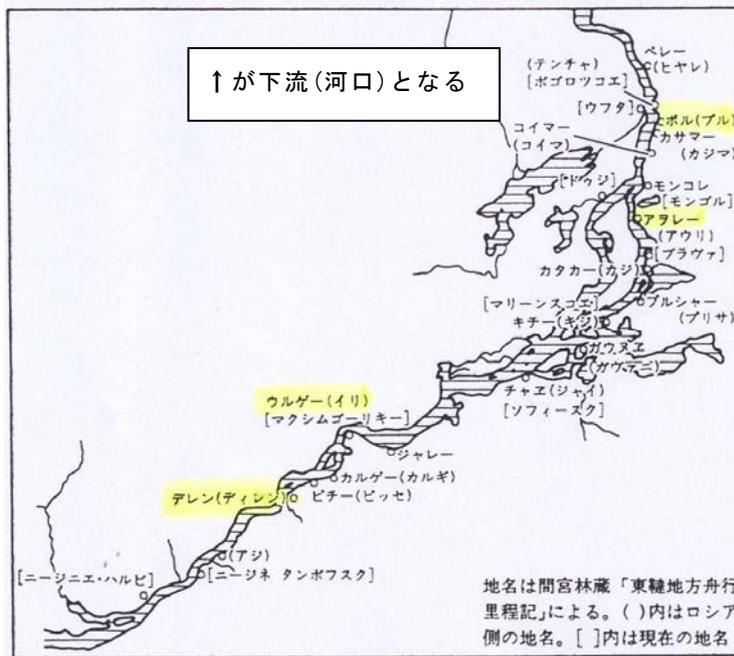 ↑が下流(河口)となる
ペレー
(ヒヤレ)
(テンチャ)
[ボゴロツコエ]
[ウフタ]
ポル(プル)
カサマー
(カジマ)
コイマー
(コイマ)
[ドゥジ]
モンコレ
[モンゴル]
アヲレー
(アウリ)
[ブラヴァ]
カタカー(カジ)
[マリーンスコエ]
キチー(キジ)
プルシャー
(プリサ)
ガウヌヱ
(ガヴァニ)
チャヱ(ジャイ)
[ソフィースク]
ウルゲー(イリ)
[マクシムゴーリキー]
ジャレー
カルゲー(カルギ)
ピチー(ピッセ)
デレン(ディレン)
(アジ)
[ニージネ タンボフスク]
[ニージニエ・ハルビ]
地名は間宮林蔵「東韃地方舟行
里程記」による。( )内はロシア
側の地名。[ ]内は現在の地名